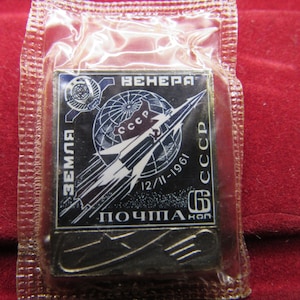 ВЕНЕРА
ЗЕМЛЯ
СССР
12/II-1961
СССР
6
КОП
ПОЧТА